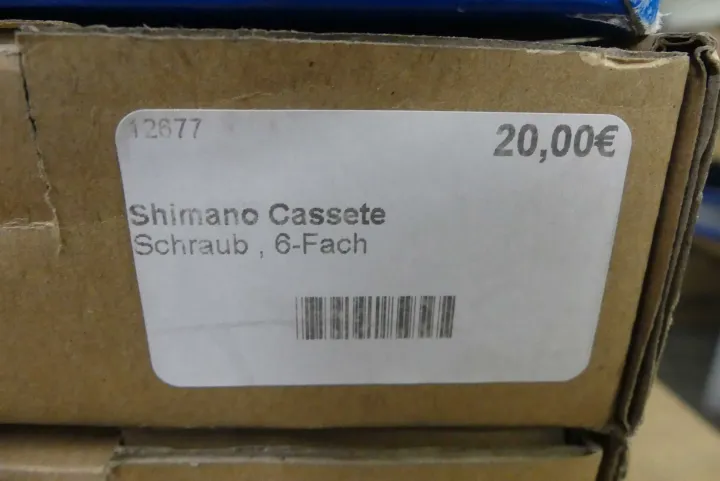 12677
20,00€
Shimano Cassete
Schraub , 6-Fach